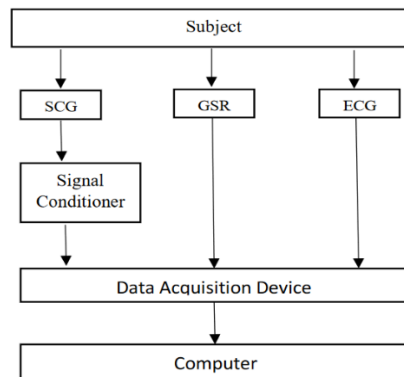 Subject
SCG
GSR
ECG
Signal
Conditioner
Data Acquisition Device
Computer